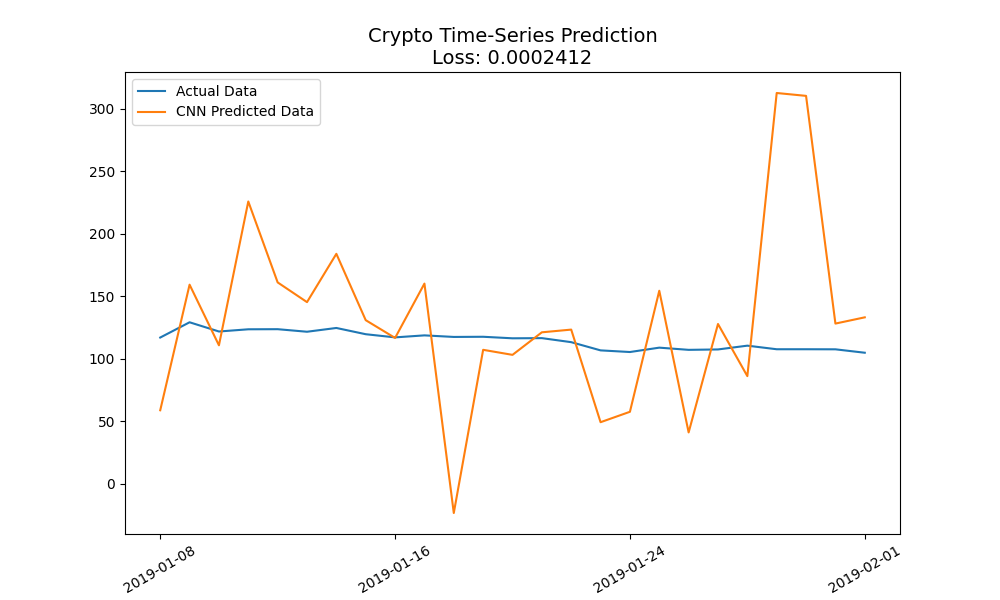 Crypto Time-Series Prediction
Loss: 0.0002412
Actual Data
CNN Predicted Data
300
250
200
150
100
50
0
2019-01-08
2019-01-16
2019-01-24
2019-02-01